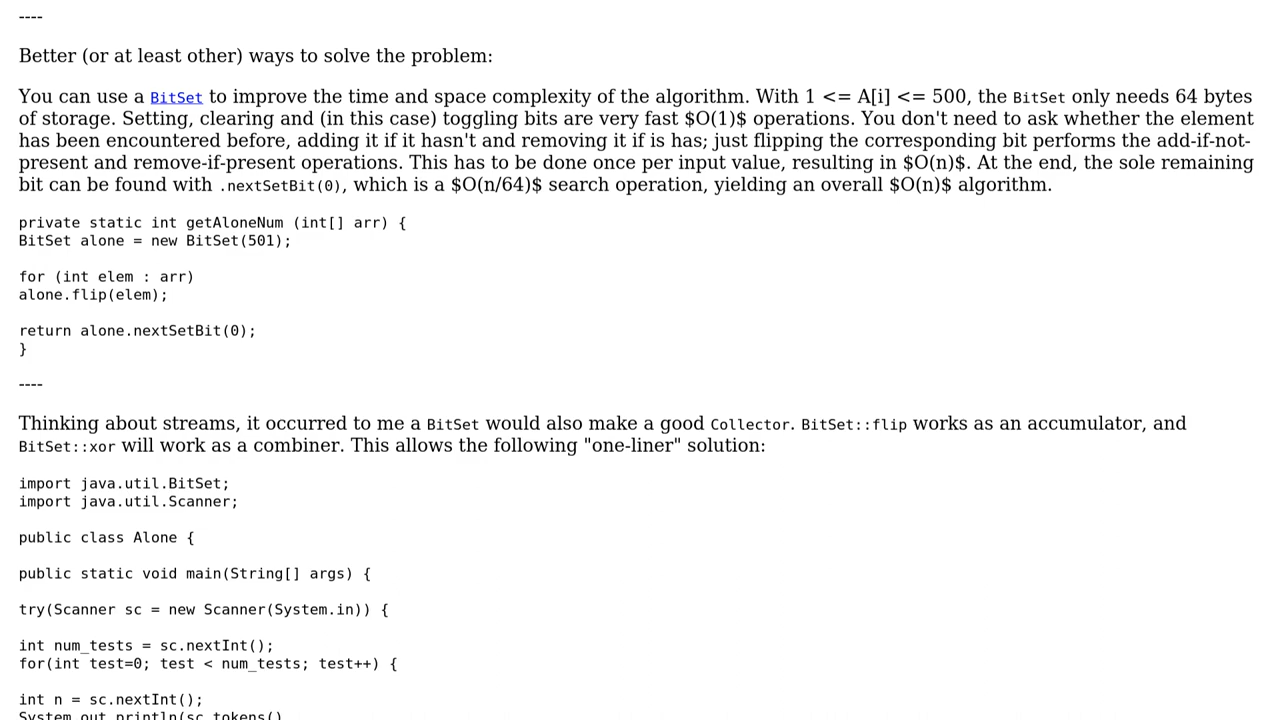 ----
Better (or at least other) ways to solve the problem:
You can use a BitSet to improve the time and space complexity of the algorithm. With 1 <= A[i] <= 500, the BitSet only needs 64 bytes
of storage. Setting, clearing and (in this case) toggling bits are very fast $O(1)$ operations. You don't need to ask whether the element
has been encountered before, adding it if it hasn't and removing it if is has; just flipping the corresponding bit performs the add-if-not-
present and remove-if-present operations. This has to be done once per input value, resulting in $O(n)$. At the end, the sole remaining
bit can be found with .nextSetBit(0), which is a $O(n/64)$ search operation, yielding an overall $O(n)$ algorithm.
private static int getAloneNum (int[] arr) {
BitSet alone = new BitSet(501);
for (int elem : arr)
alone.flip(elem);
return alone.nextSetBit(0);
}
----
Thinking about streams, it occurred to me a BitSet would also make a good Collector. BitSet::flip works as an accumulator, and
BitSet::xor will work as a combiner. This allows the following "one-liner" solution:
import java.util.BitSet;
import java.util.Scanner;
public class Alone {
public static void main(String[] args) {
try(Scanner sc = new Scanner(System.in)) {
int num_tests = sc.nextInt();
for(int test=0; test < num_tests; test++) {
int n = sc.nextInt();
System.out.println(sc.tokens()